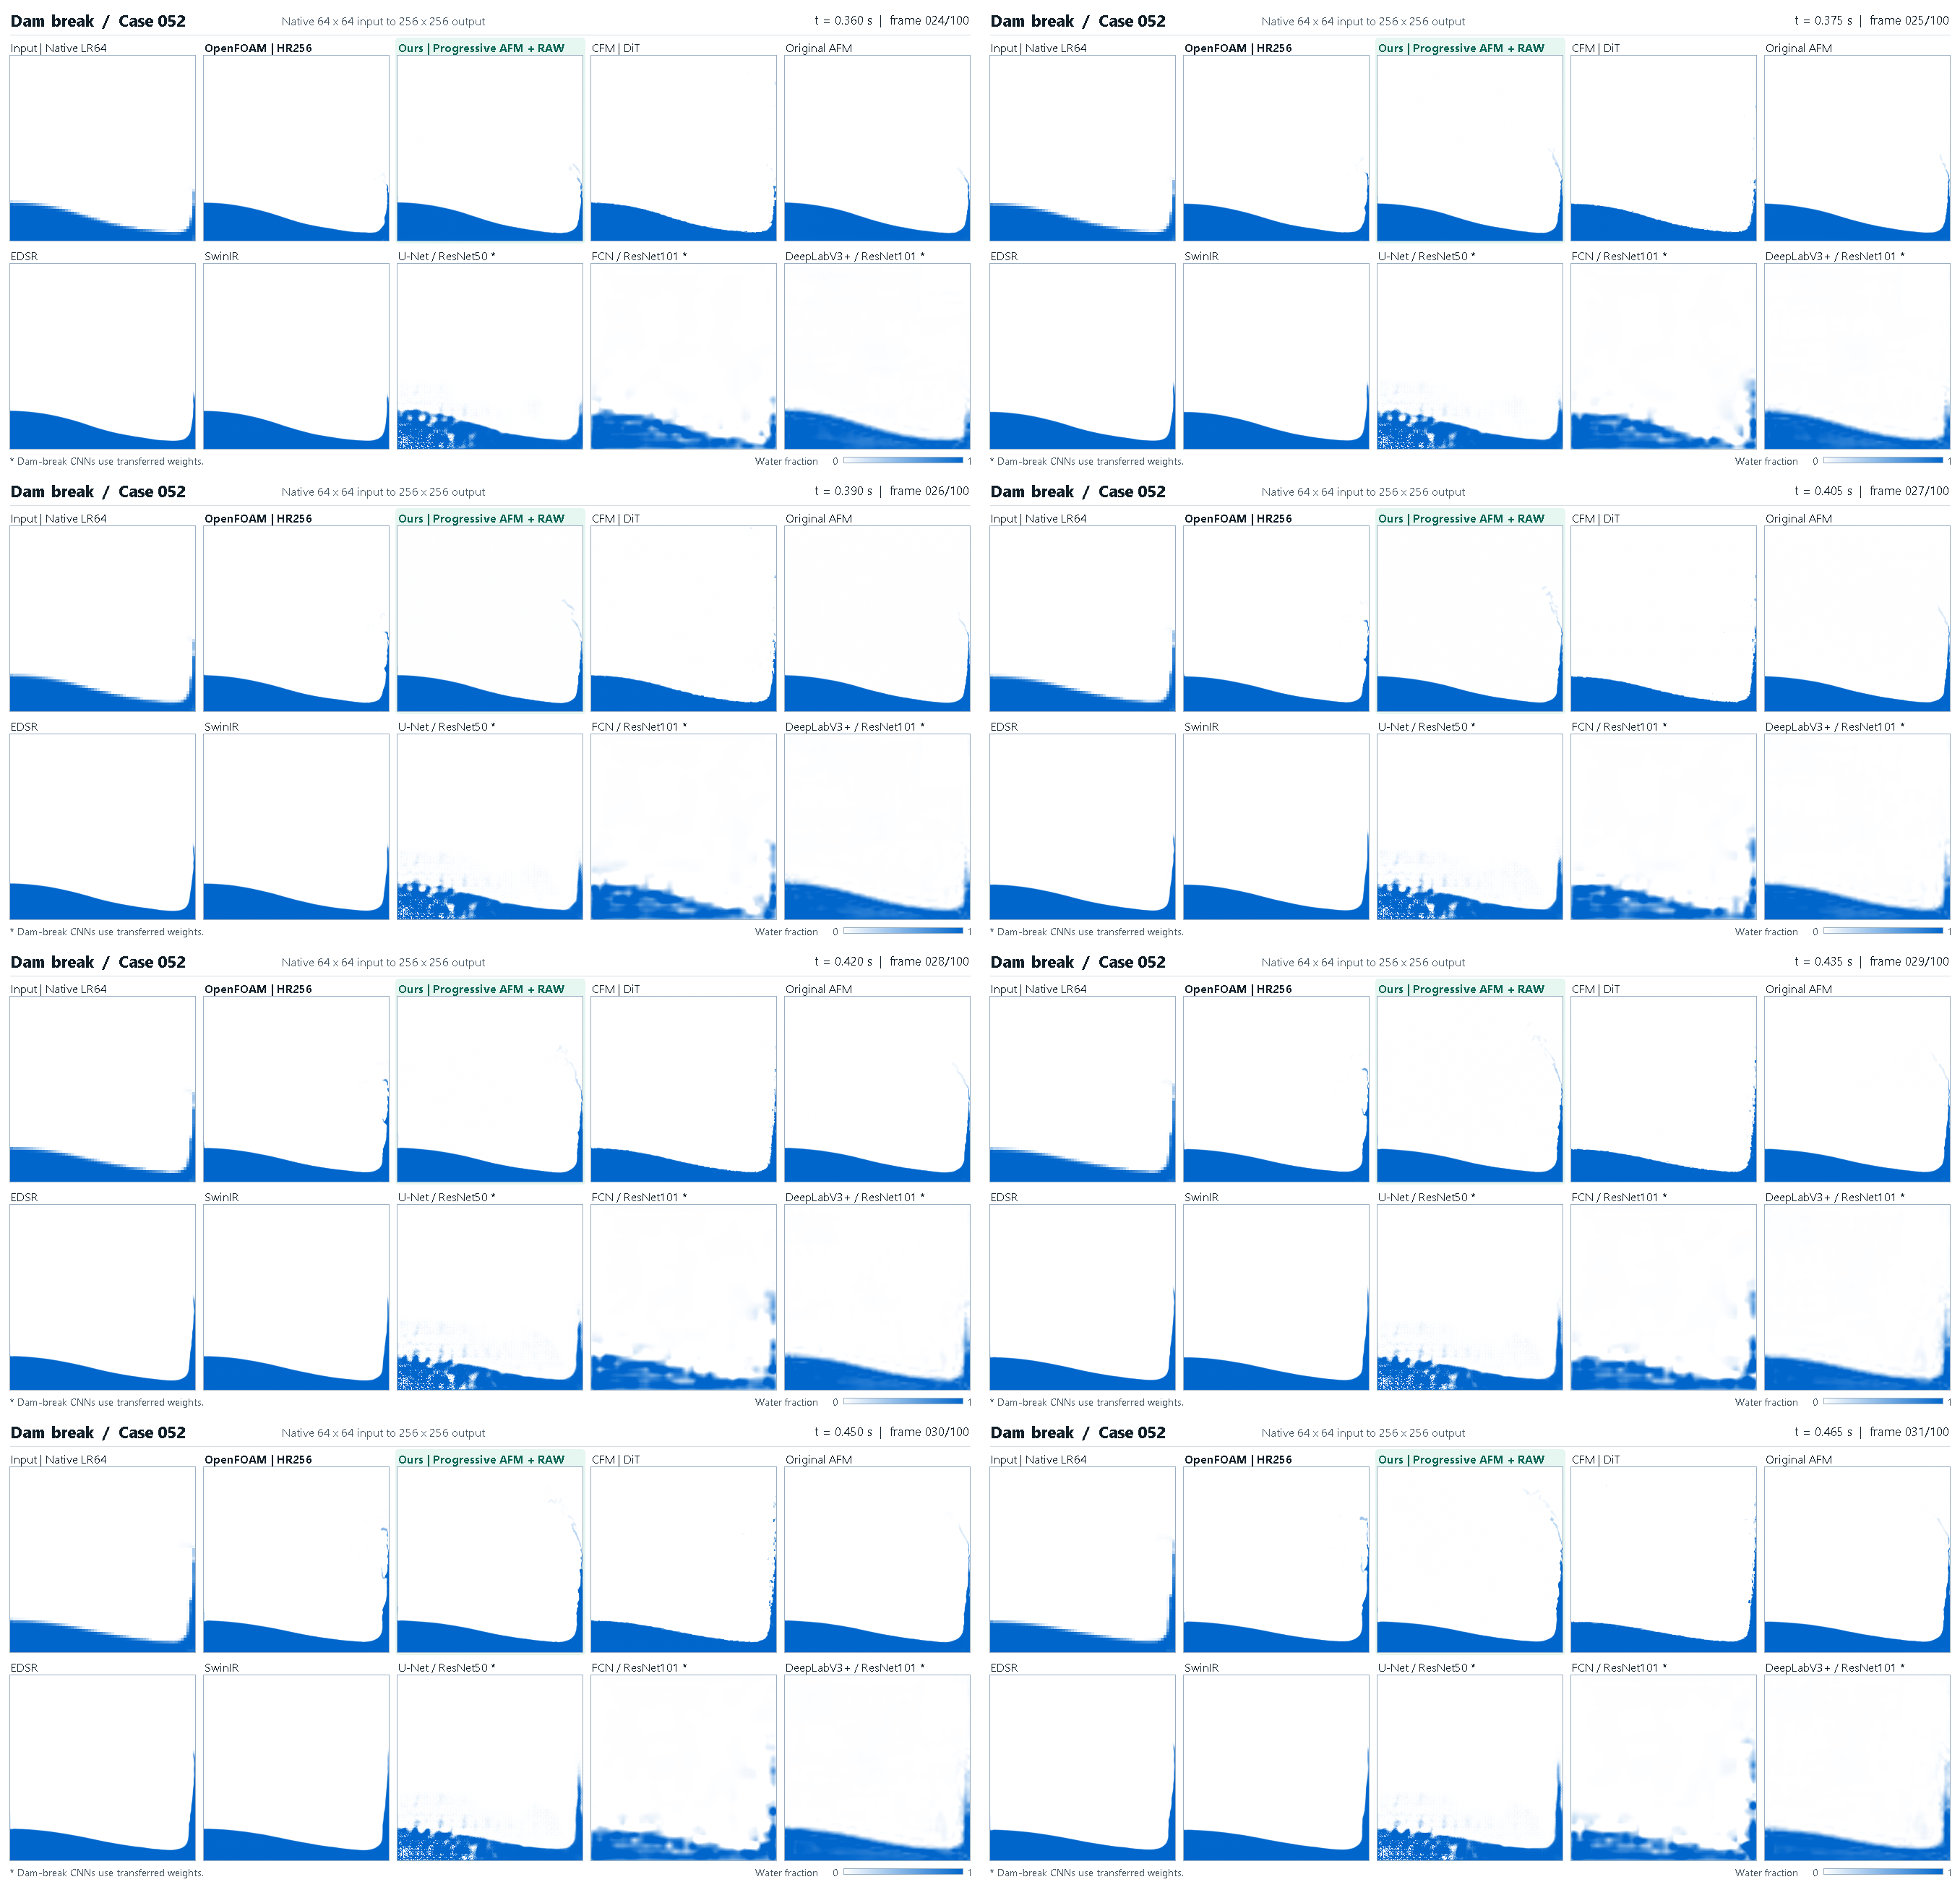 Dam break / Case 052 Native 64 x 64 input to 256 x 256 output t = 0.360 s | frame 024/100
Input | Native LR64 OpenFOAM | HR256 Ours | Progressive AFM + RAW CFM | DiT Original AFM
EDSR SwinIR U-Net / ResNet50 * FCN / ResNet101 * DeepLabV3+ / ResNet101 *
* Dam-break CNNs use transferred weights. Water fraction 0 1
Dam break / Case 052 Native 64 x 64 input to 256 x 256 output t = 0.375 s | frame 025/100
Input | Native LR64 OpenFOAM | HR256 Ours | Progressive AFM + RAW CFM | DiT Original AFM
EDSR SwinIR U-Net / ResNet50 * FCN / ResNet101 * DeepLabV3+ / ResNet101 *
* Dam-break CNNs use transferred weights. Water fraction 0 1
Dam break / Case 052 Native 64 x 64 input to 256 x 256 output t = 0.390 s | frame 026/100
Input | Native LR64 OpenFOAM | HR256 Ours | Progressive AFM + RAW CFM | DiT Original AFM
EDSR SwinIR U-Net / ResNet50 * FCN / ResNet101 * DeepLabV3+ / ResNet101 *
* Dam-break CNNs use transferred weights. Water fraction 0 1
Dam break / Case 052 Native 64 x 64 input to 256 x 256 output t = 0.405 s | frame 027/100
Input | Native LR64 OpenFOAM | HR256 Ours | Progressive AFM + RAW CFM | DiT Original AFM
EDSR SwinIR U-Net / ResNet50 * FCN / ResNet101 * DeepLabV3+ / ResNet101 *
* Dam-break CNNs use transferred weights. Water fraction 0 1
Dam break / Case 052 Native 64 x 64 input to 256 x 256 output t = 0.420 s | frame 028/100
Input | Native LR64 OpenFOAM | HR256 Ours | Progressive AFM + RAW CFM | DiT Original AFM
EDSR SwinIR U-Net / ResNet50 * FCN / ResNet101 * DeepLabV3+ / ResNet101 *
* Dam-break CNNs use transferred weights. Water fraction 0 1
Dam break / Case 052 Native 64 x 64 input to 256 x 256 output t = 0.435 s | frame 029/100
Input | Native LR64 OpenFOAM | HR256 Ours | Progressive AFM + RAW CFM | DiT Original AFM
EDSR SwinIR U-Net / ResNet50 * FCN / ResNet101 * DeepLabV3+ / ResNet101 *
* Dam-break CNNs use transferred weights. Water fraction 0 1
Dam break / Case 052 Native 64 x 64 input to 256 x 256 output t = 0.450 s | frame 030/100
Input | Native LR64 OpenFOAM | HR256 Ours | Progressive AFM + RAW CFM | DiT Original AFM
EDSR SwinIR U-Net / ResNet50 * FCN / ResNet101 * DeepLabV3+ / ResNet101 *
* Dam-break CNNs use transferred weights. Water fraction 0 1
Dam break / Case 052 Native 64 x 64 input to 256 x 256 output t = 0.465 s | frame 031/100
Input | Native LR64 OpenFOAM | HR256 Ours | Progressive AFM + RAW CFM | DiT Original AFM
EDSR SwinIR U-Net / ResNet50 * FCN / ResNet101 * DeepLabV3+ / ResNet101 *
* Dam-break CNNs use transferred weights. Water fraction 0 1